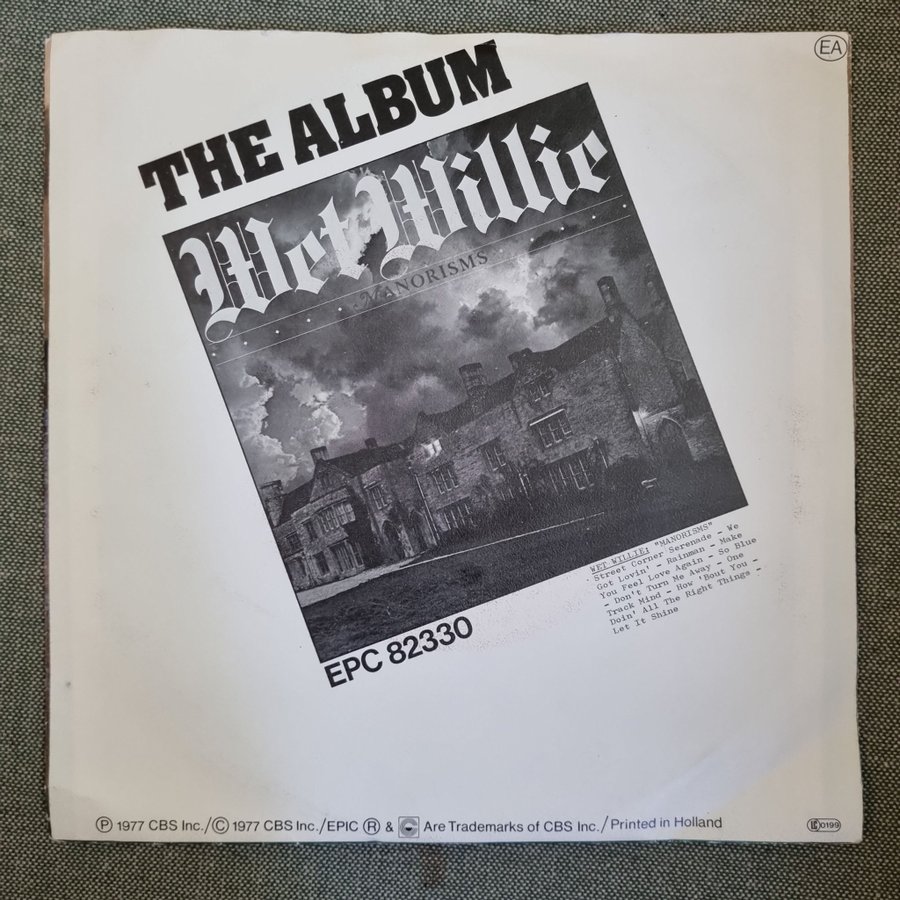 EA
THE ALBUM
Wet Willie
MANORISMS
WET WILLIE: "MANORISMS"
Street Corner Serenade - We
Got Lovin' - Rainman - Make
You Feel Love Again - So Blue
- Don't Turn Me Away - One
Track Mind - How 'Bout You -
Doin' All The Right Things -
Let It Shine
EPC 82330
Ⓟ 1977 CBS Inc./Ⓒ 1977 CBS Inc./EPIC Ⓡ & Are Trademarks of CBS Inc./Printed in Holland
LC 0199